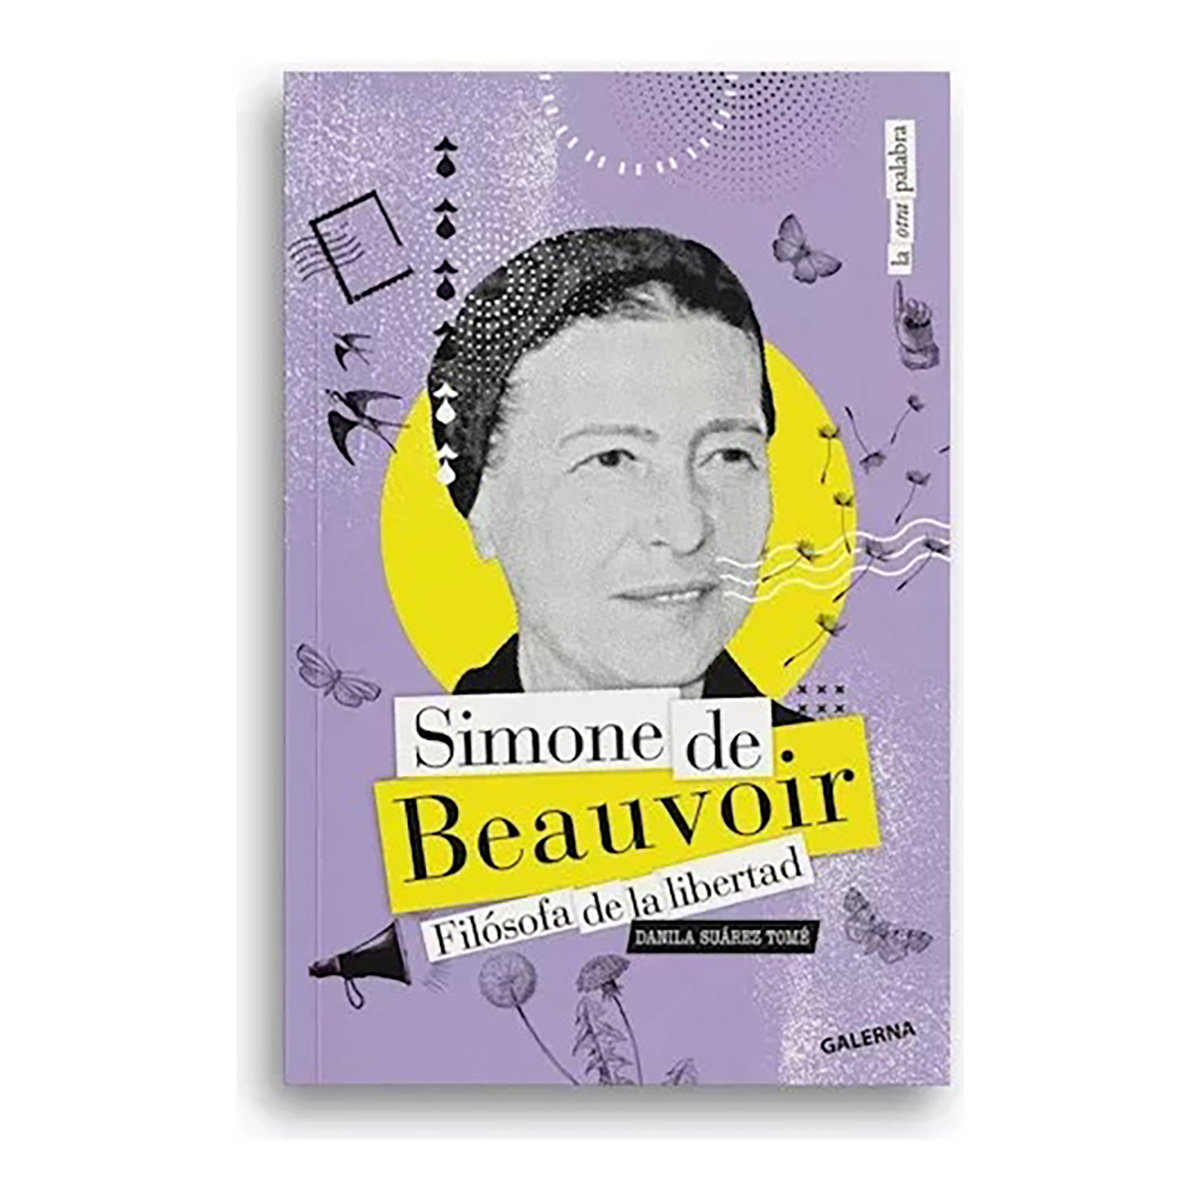 la otra palabra
Simone de
Beauvoir
Filósofa de la libertad
DANILA SUÁREZ TOMÉ
GALERNA